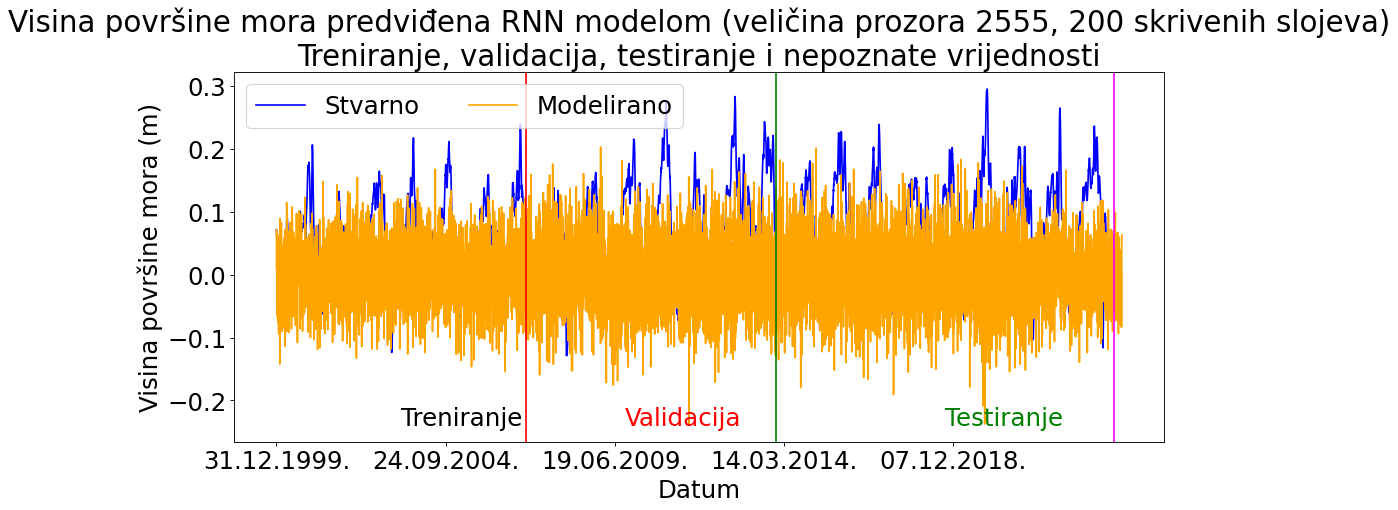 Visina površine mora predviđena RNN modelom (veličina prozora 2555, 200 skrivenih slojeva)
Treniranje, validacija, testiranje i nepoznate vrijednosti
Stvarno Modelirano
Visina površine mora (m)
0.3
0.2
0.1
0.0
−0.1
−0.2
Treniranje Validacija Testiranje
31.12.1999. 24.09.2004. 19.06.2009. 14.03.2014. 07.12.2018.
Datum